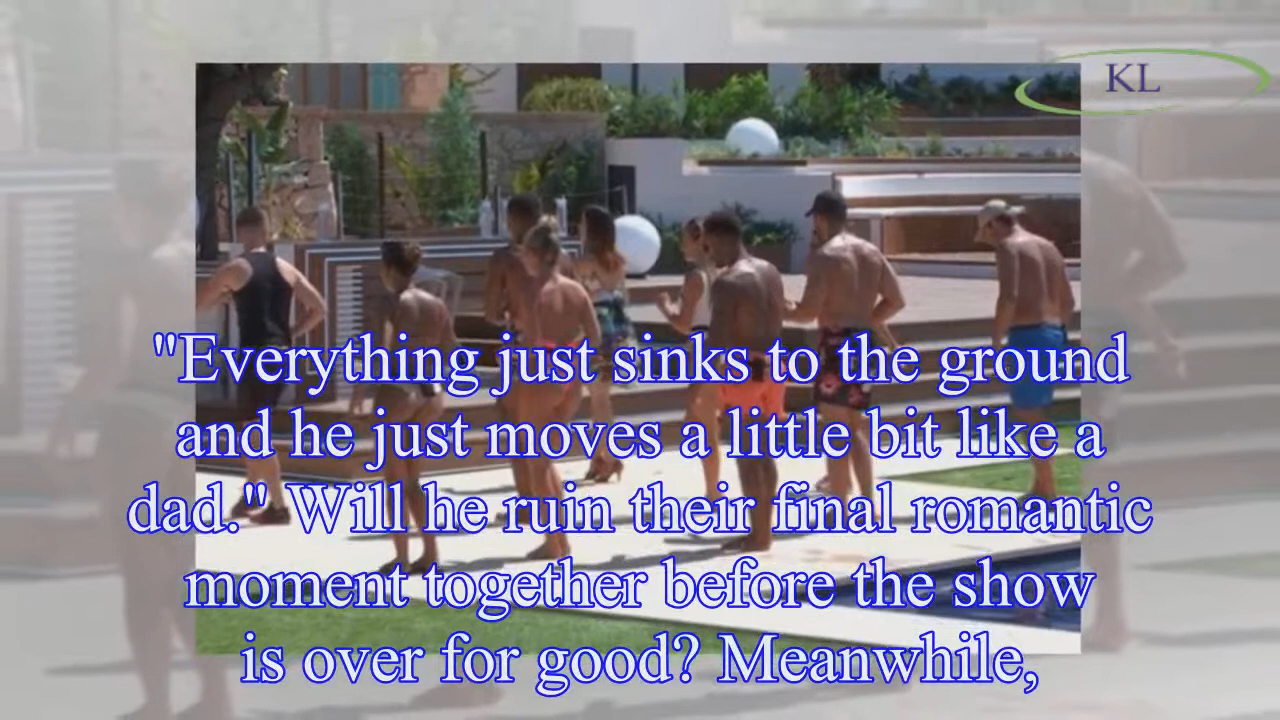 KL
"Everything just sinks to the ground
and he just moves a little bit like a
dad." Will he ruin their final romantic
moment together before the show
is over for good? Meanwhile,